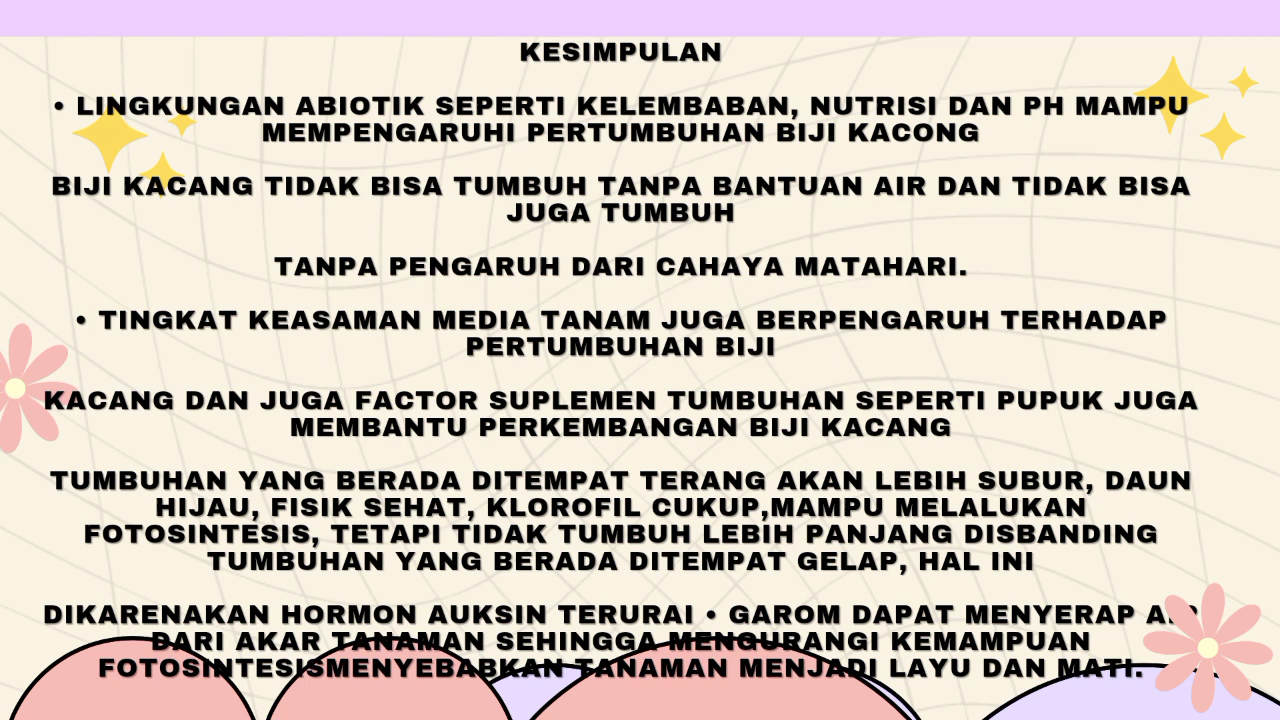 KESIMPULAN
• LINGKUNGAN ABIOTIK SEPERTI KELEMBABAN, NUTRISI DAN PH MAMPU
MEMPENGARUHI PERTUMBUHAN BIJI KACONG
BIJI KACANG TIDAK BISA TUMBUH TANPA BANTUAN AIR DAN TIDAK BISA
JUGA TUMBUH
TANPA PENGARUH DARI CAHAYA MATAHARI.
• TINGKAT KEASAMAN MEDIA TANAM JUGA BERPENGARUH TERHADAP
PERTUMBUHAN BIJI
KACANG DAN JUGA FACTOR SUPLEMEN TUMBUHAN SEPERTI PUPUK JUGA
MEMBANTU PERKEMBANGAN BIJI KACANG
TUMBUHAN YANG BERADA DITEMPAT TERANG AKAN LEBIH SUBUR, DAUN
HIJAU, FISIK SEHAT, KLOROFIL CUKUP,MAMPU MELALUKAN
FOTOSINTESIS, TETAPI TIDAK TUMBUH LEBIH PANJANG DISBANDING
TUMBUHAN YANG BERADA DITEMPAT GELAP, HAL INI
DIKARENAKAN HORMON AUKSIN TERURAI • GAROM DAPAT MENYERAP AIR
DARI AKAR TANAMAN SEHINGGA MENGURANGI KEMAMPUAN
FOTOSINTESISMENYEBABKAN TANAMAN MENJADI LAYU DAN MATI.